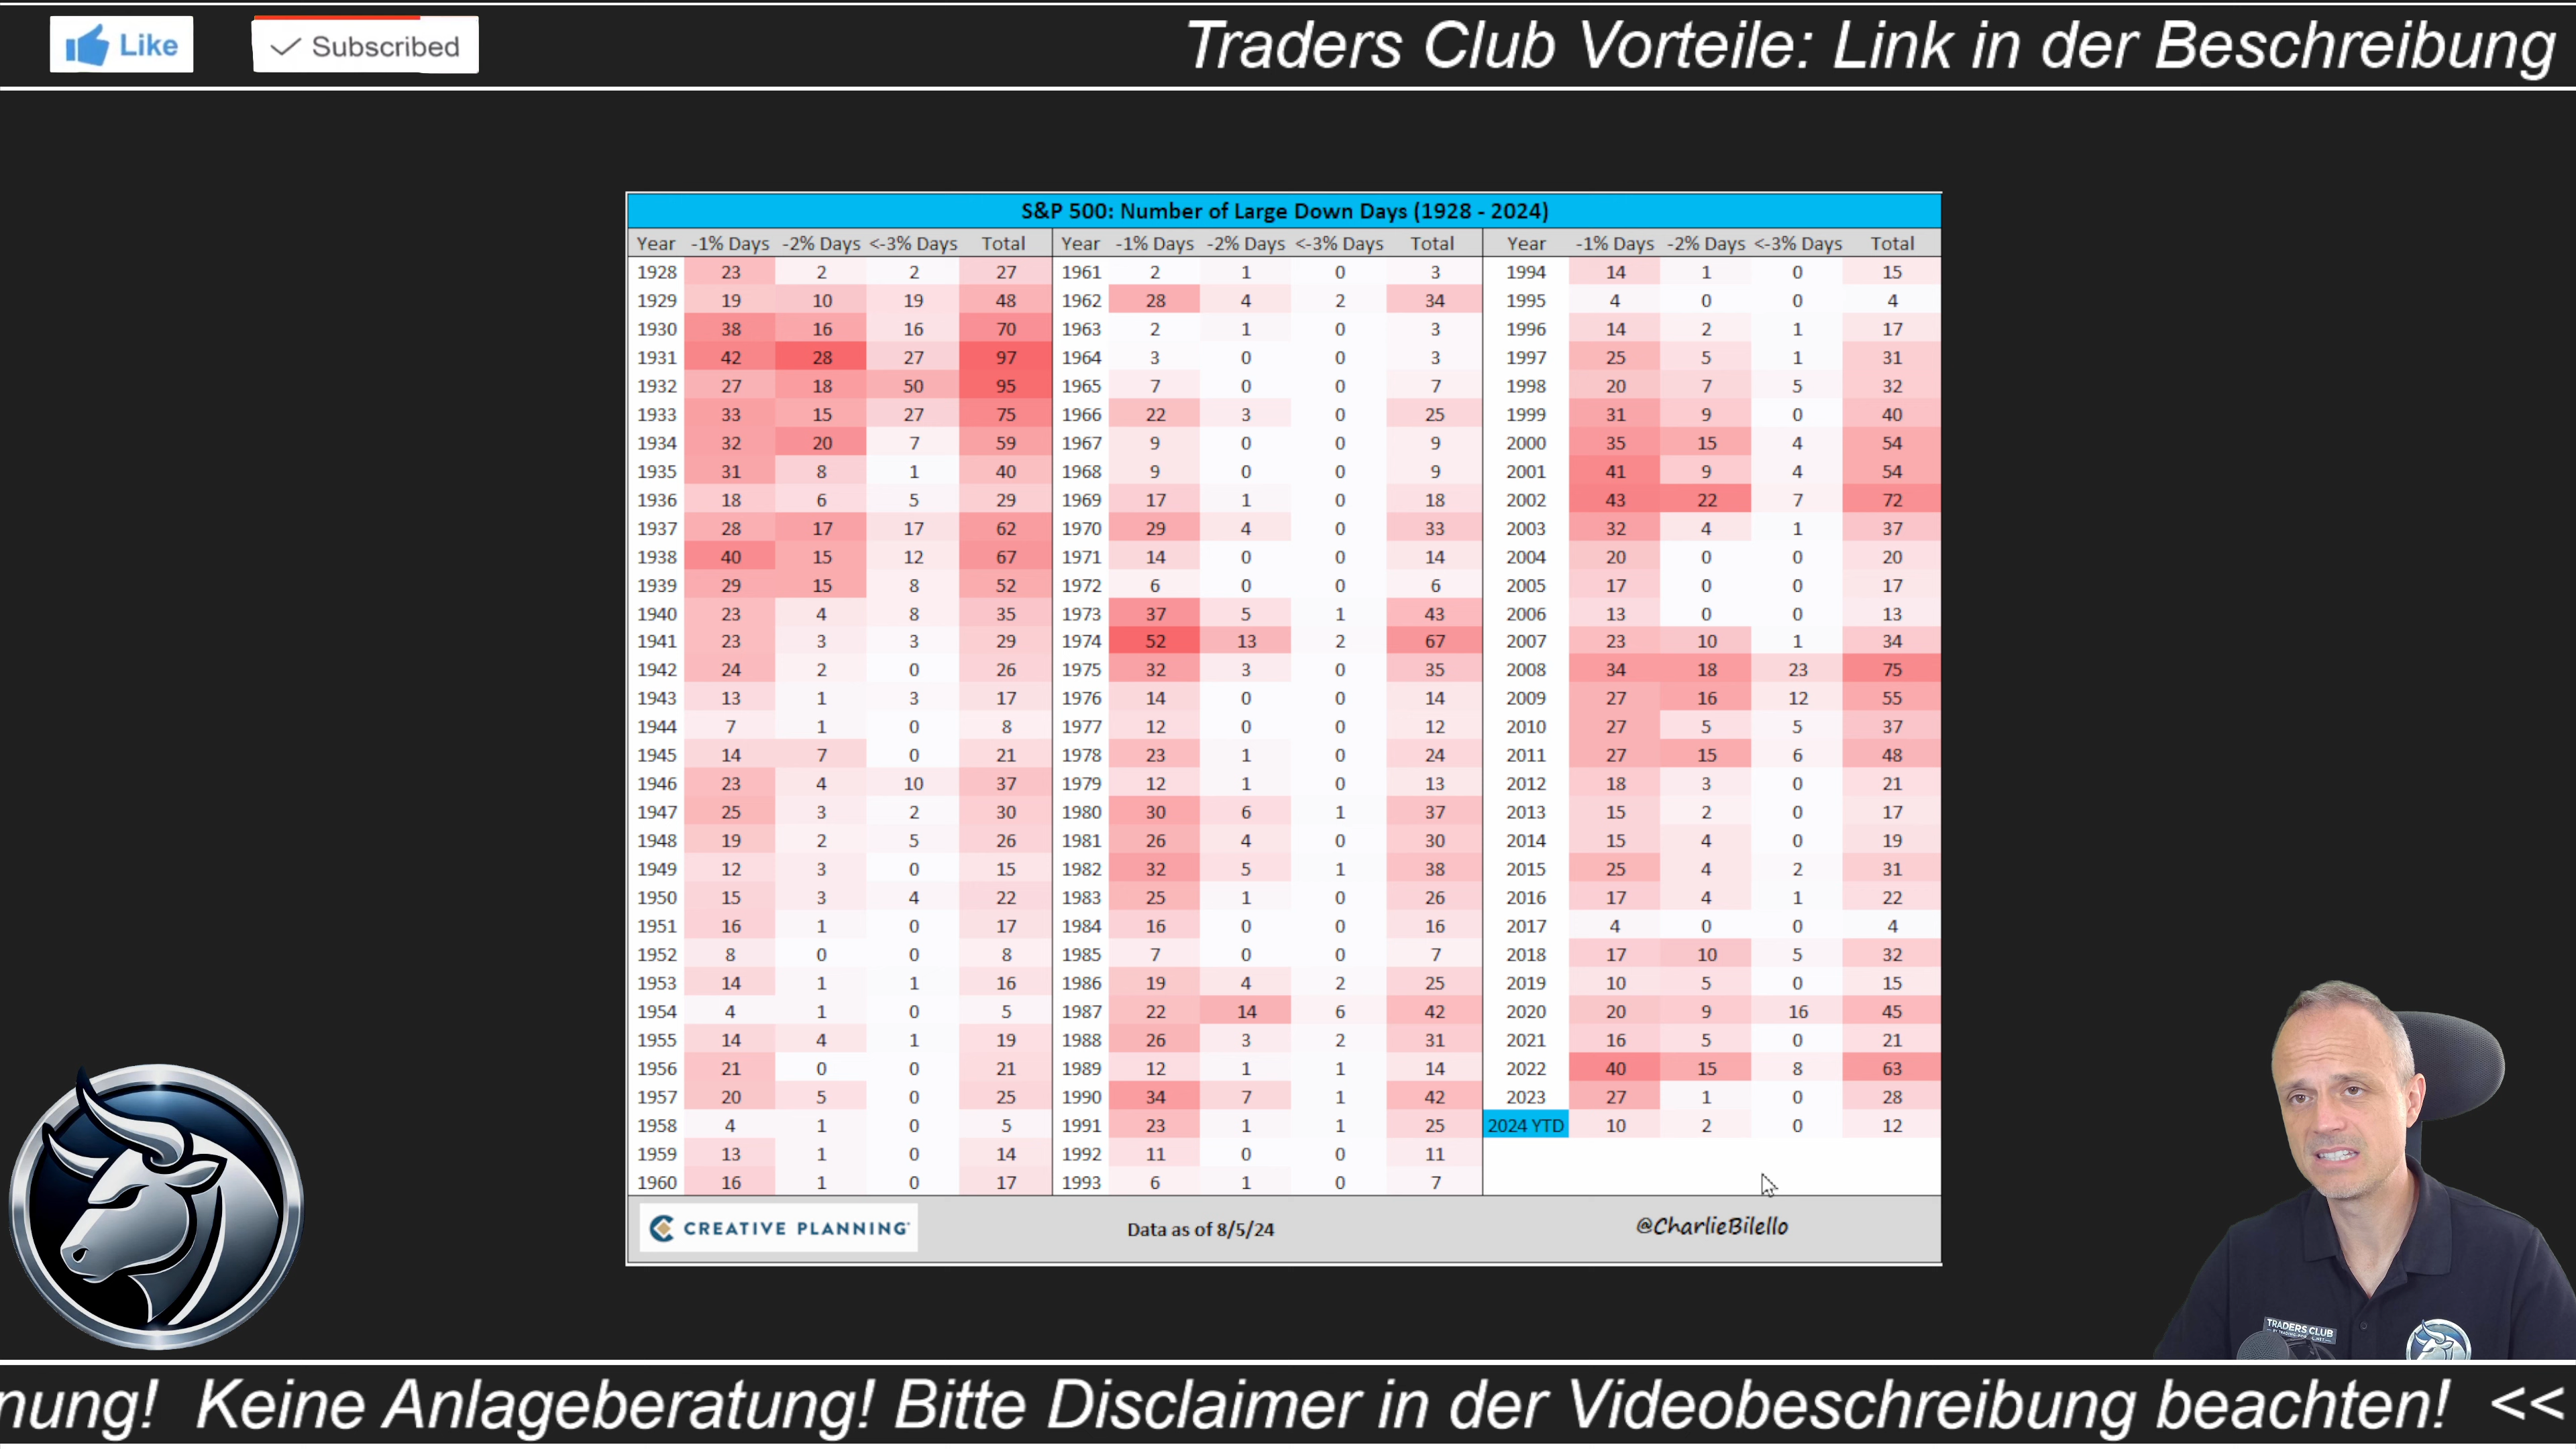 Like
Subscribed
Traders Club Vorteile: Link in der Beschreibung
S&P 500: Number of Large Down Days (1928 - 2024)
Year -1% Days -2% Days <-3% Days Total Year -1% Days -2% Days <-3% Days Total Year -1% Days -2% Days <-3% Days Total
1928 23 2 2 27 1961 2 1 0 3 1994 14 1 0 15
1929 19 10 19 48 1962 28 4 2 34 1995 4 0 0 4
1930 38 16 16 70 1963 2 1 0 3 1996 14 2 1 17
1931 42 28 27 97 1964 3 0 0 3 1997 25 5 1 31
1932 27 18 50 95 1965 7 0 0 7 1998 20 7 5 32
1933 33 15 27 75 1966 22 3 0 25 1999 31 9 0 40
1934 32 20 7 59 1967 9 0 0 9 2000 35 15 4 54
1935 31 8 1 40 1968 9 0 0 9 2001 41 9 4 54
1936 18 6 5 29 1969 17 1 0 18 2002 43 22 7 72
1937 28 17 17 62 1970 29 4 0 33 2003 32 4 1 37
1938 40 15 12 67 1971 14 0 0 14 2004 20 0 0 20
1939 29 15 8 52 1972 6 0 0 6 2005 17 0 0 17
1940 23 4 8 35 1973 37 5 1 43 2006 13 0 0 13
1941 23 3 3 29 1974 52 13 2 67 2007 23 10 1 34
1942 24 2 0 26 1975 32 3 0 35 2008 34 18 23 75
1943 13 1 3 17 1976 14 0 0 14 2009 27 16 12 55
1944 7 1 0 8 1977 12 0 0 12 2010 27 5 5 37
1945 14 7 0 21 1978 23 1 0 24 2011 27 15 6 48
1946 23 4 10 37 1979 12 1 0 13 2012 18 3 0 21
1947 25 3 2 30 1980 30 6 1 37 2013 15 2 0 17
1948 19 2 5 26 1981 26 4 0 30 2014 15 4 0 19
1949 12 3 0 15 1982 32 5 1 38 2015 25 4 2 31
1950 15 3 4 22 1983 25 1 0 26 2016 17 4 1 22
1951 16 1 0 17 1984 16 0 0 16 2017 4 0 0 4
1952 8 0 0 8 1985 7 0 0 7 2018 17 10 5 32
1953 14 1 1 16 1986 19 4 2 25 2019 10 5 0 15
1954 4 1 0 5 1987 22 14 6 42 2020 20 9 16 45
1955 14 4 1 19 1988 26 3 2 31 2021 16 5 0 21
1956 21 0 0 21 1989 12 1 1 14 2022 40 15 8 63
1957 20 5 0 25 1990 34 7 1 42 2023 27 1 0 28
1958 4 1 0 5 1991 23 1 1 25 2024 YTD 10 2 0 12
1959 13 1 0 14 1992 11 0 0 11
1960 16 1 0 17 1993 6 1 0 7
CREATIVE PLANNING Data as of 8/5/24 @CharlieBilello
TRADERS CLUB
nung! Keine Anlageberatung! Bitte Disclaimer in der Videobeschreibung beachten! <<